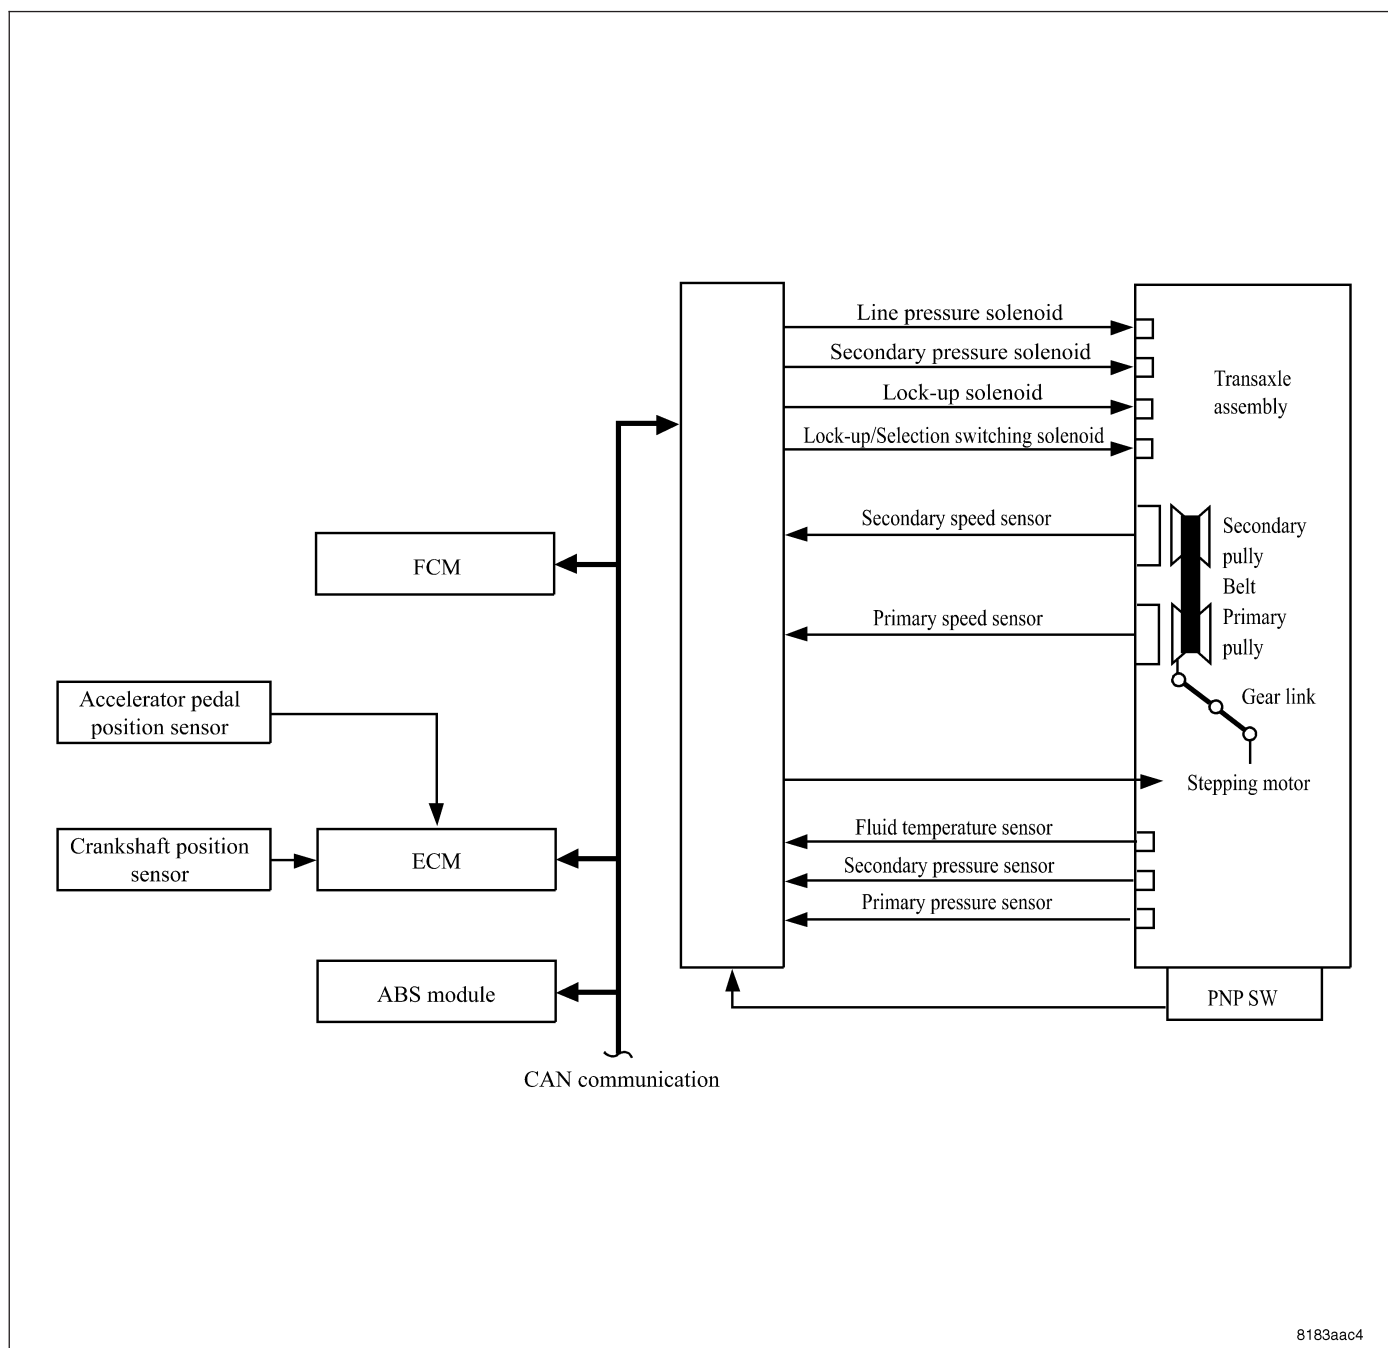 Line pressure solenoid
Secondary pressure solenoid
Lock-up solenoid
Lock-up/Selection switching solenoid
Transaxle
assembly
Secondary speed sensor
Secondary
pully
Belt
Primary
pully
FCM
Primary speed sensor
Gear link
Accelerator pedal
position sensor
Stepping motor
Crankshaft position
sensor
ECM
Fluid temperature sensor
Secondary pressure sensor
Primary pressure sensor
ABS module
PNP SW
CAN communication
8183aac4